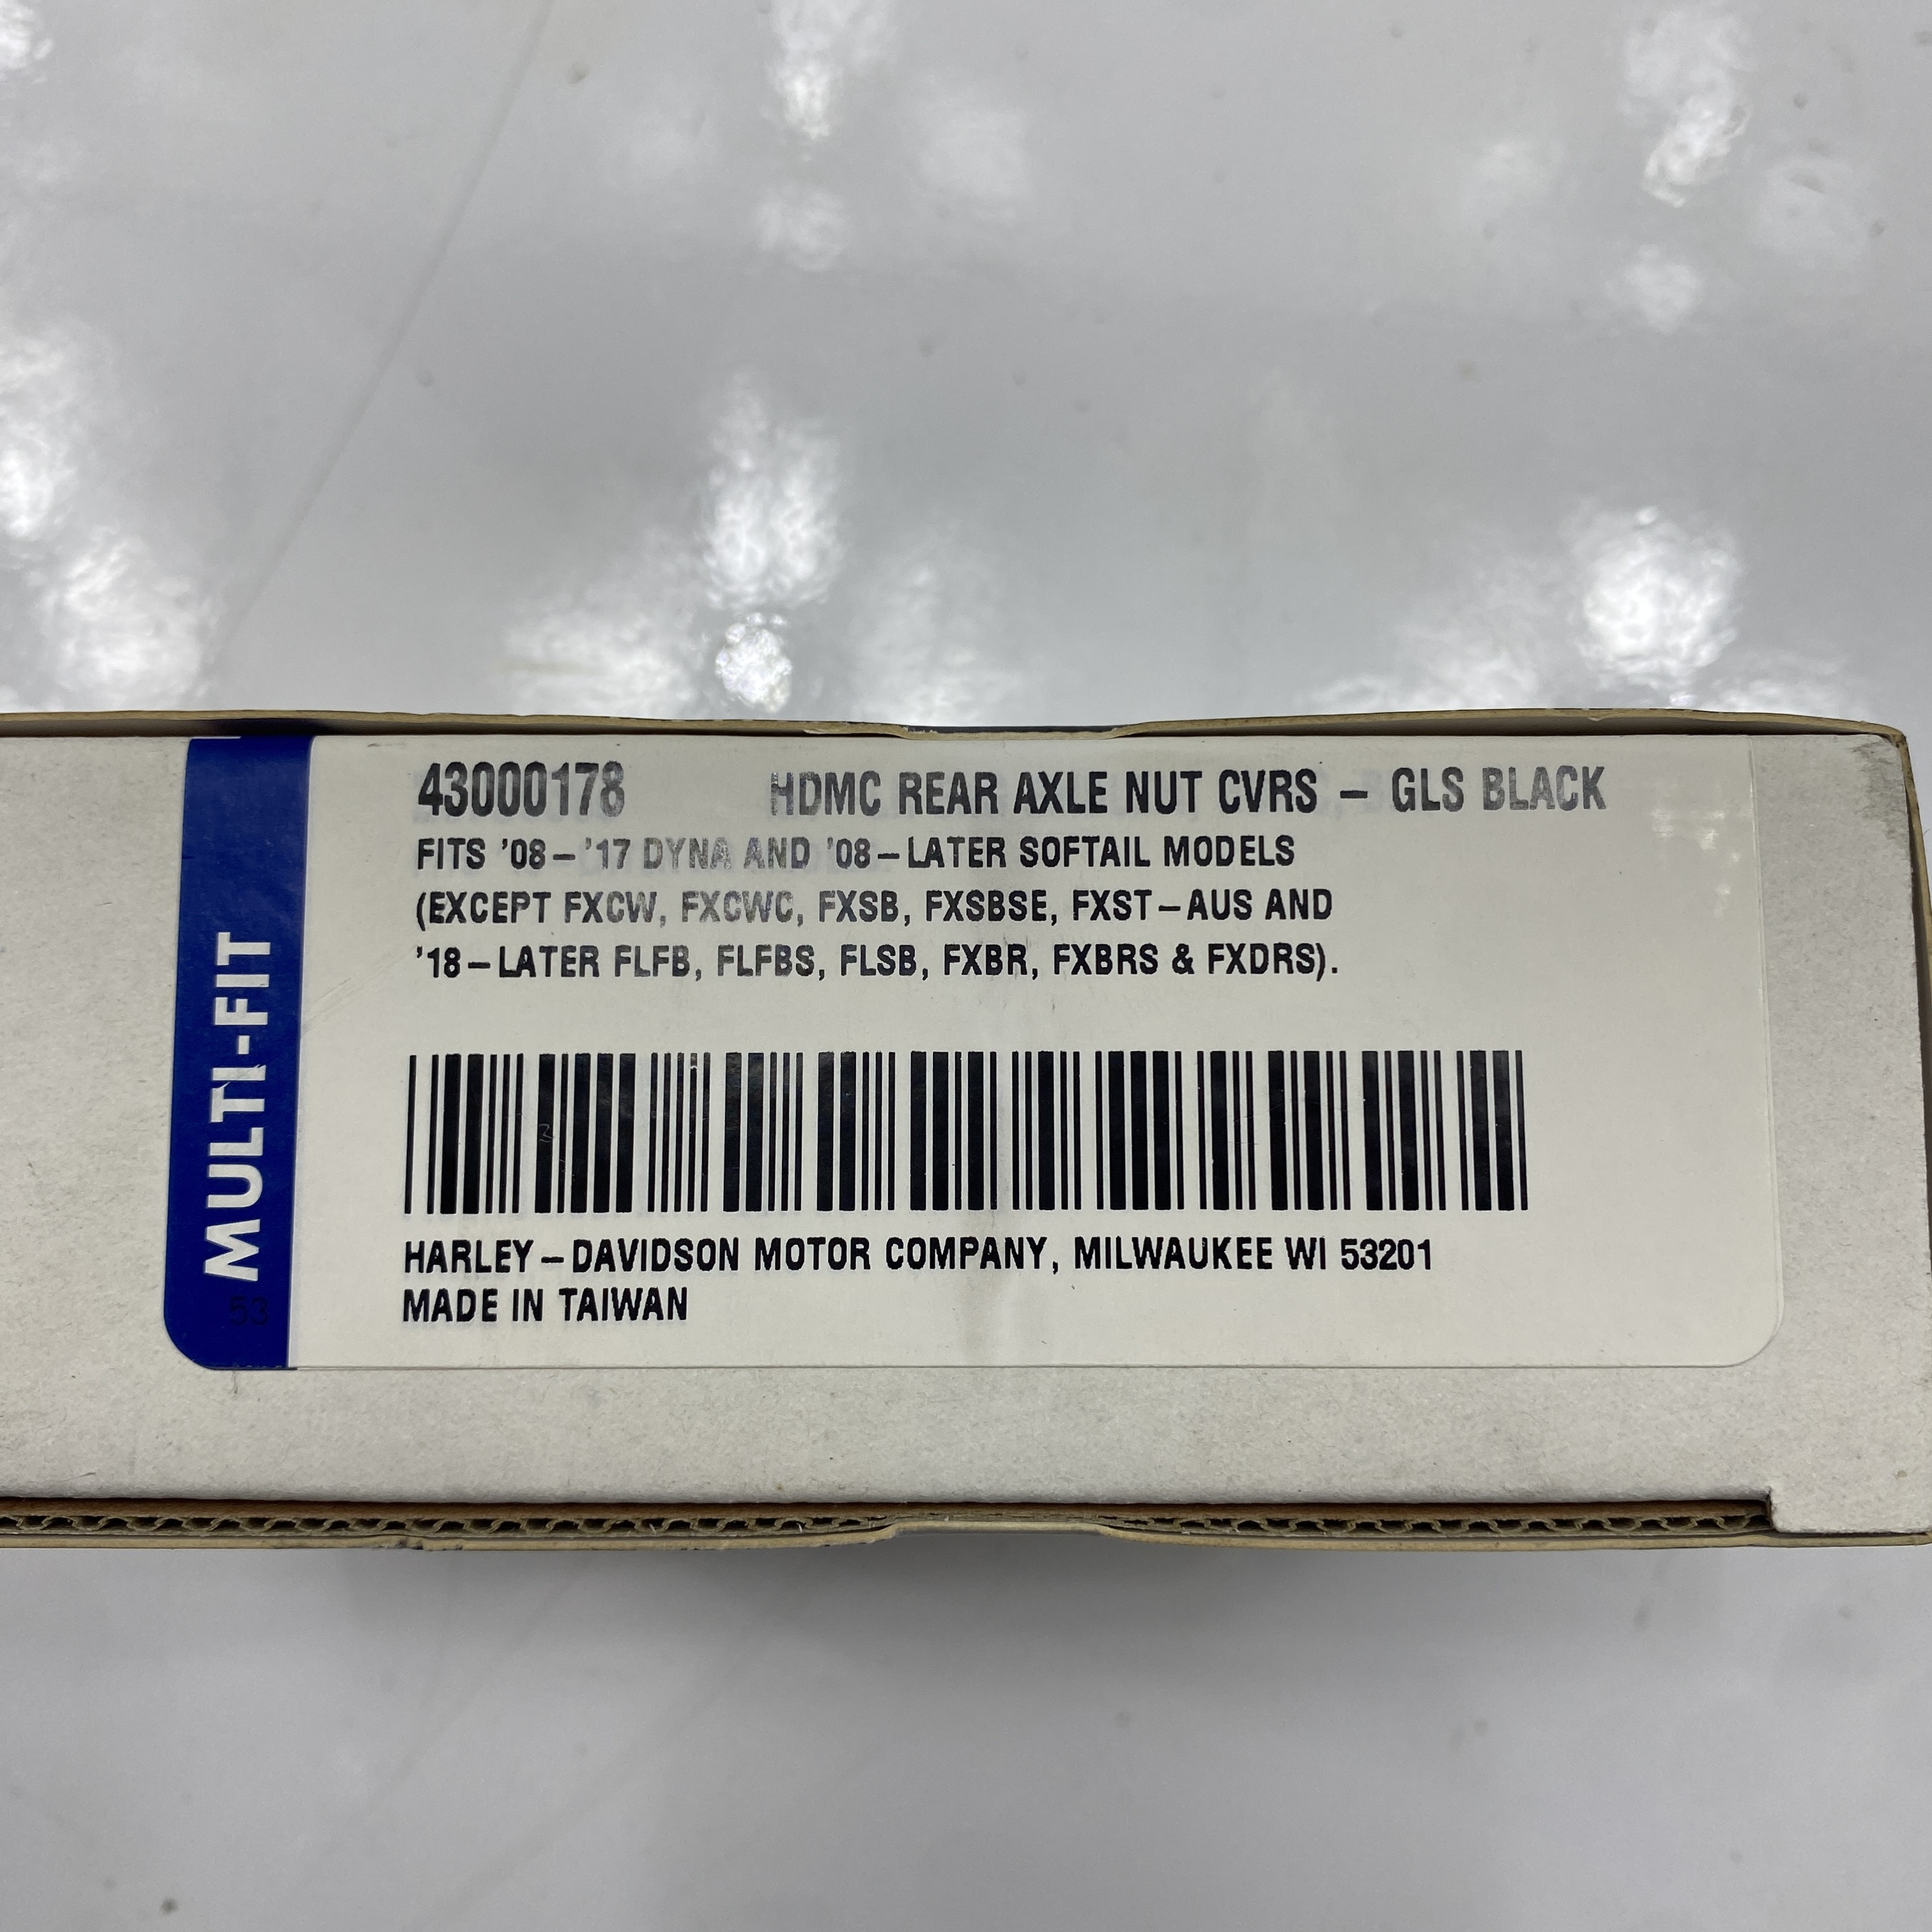 43000178 HDMC REAR AXLE NUT CVRS – GLS BLACK
FITS '08–'17 DYNA AND '08–LATER SOFTAIL MODELS
(EXCEPT FXCW, FXCWC, FXSB, FXSBSE, FXST–AUS AND
'18–LATER FLFB, FLFBS, FLSB, FXBR, FXBRS & FXDRS).
HARLEY–DAVIDSON MOTOR COMPANY, MILWAUKEE WI 53201
MADE IN TAIWAN
MULTI-FIT
53